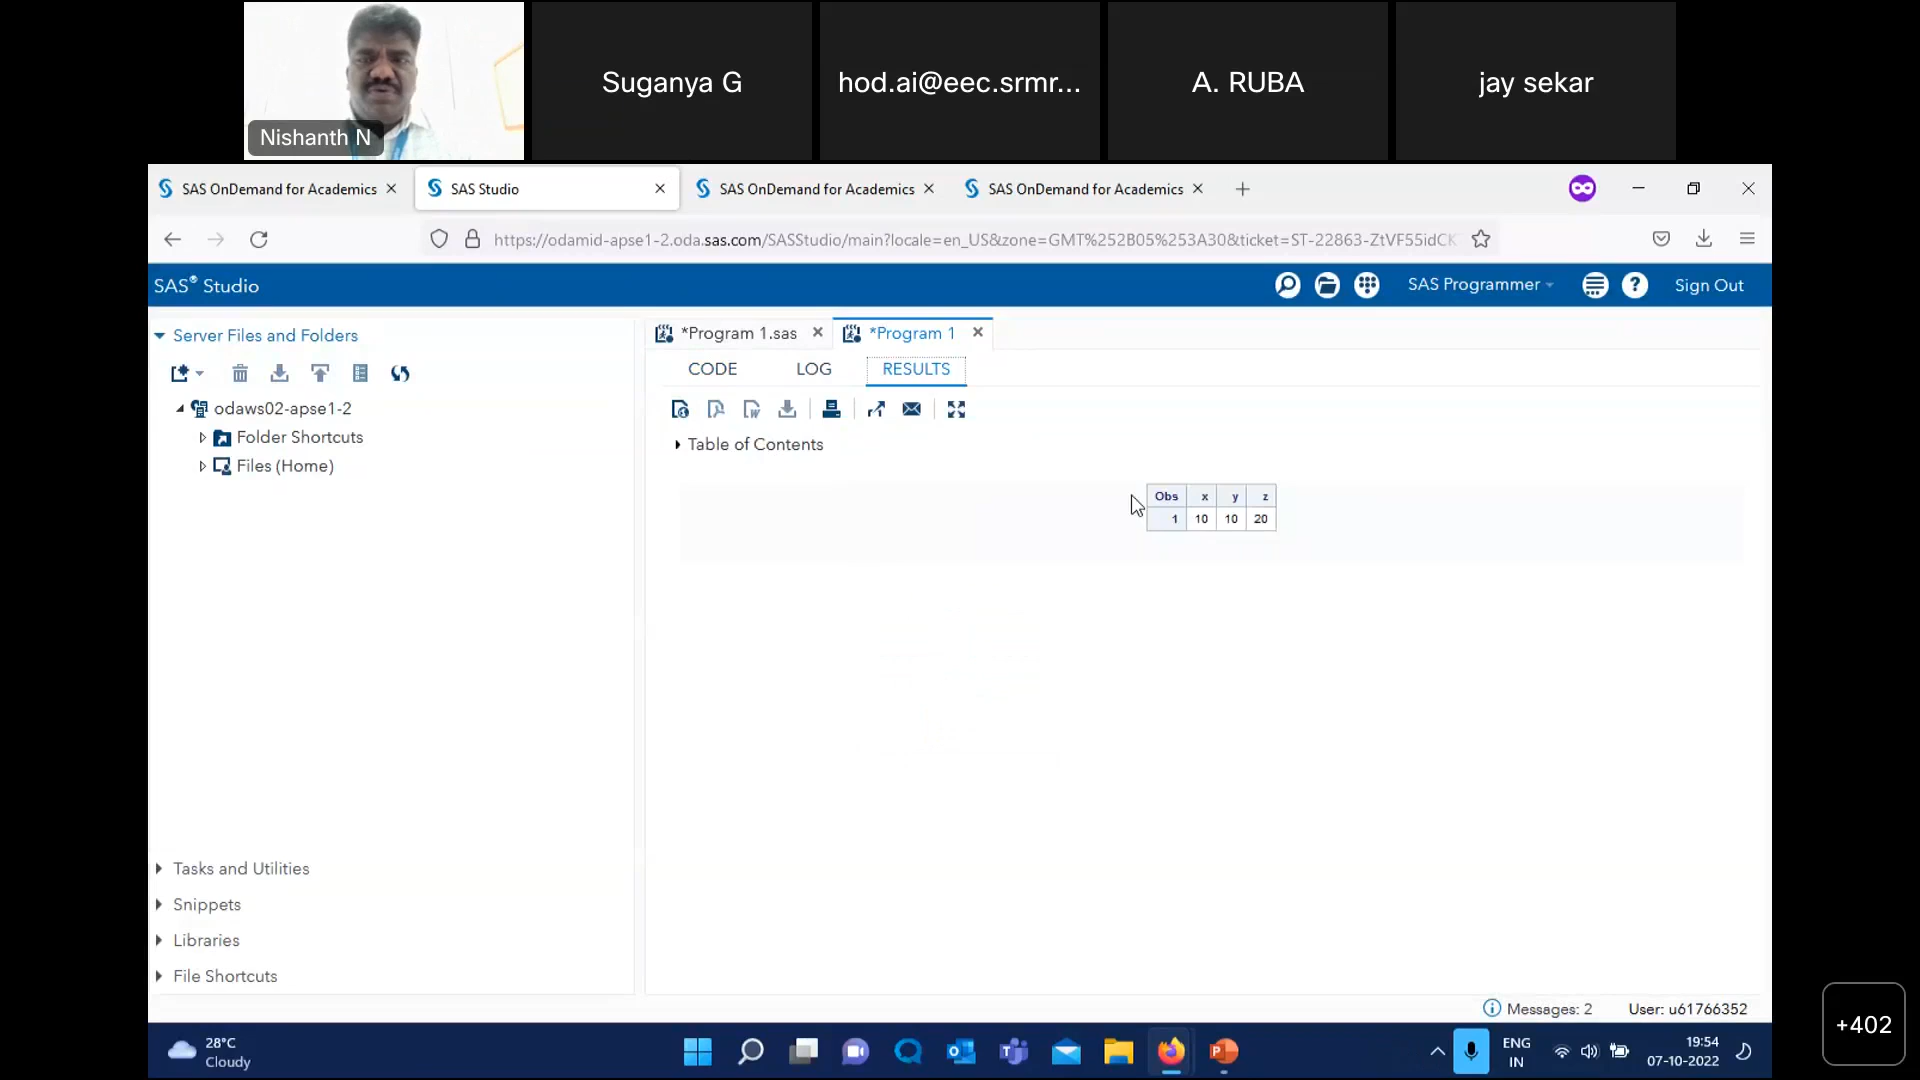 Nishanth N
Suganya G
hod.ai@eec.srmr...
A. RUBA
jay sekar
SAS OnDemand for Academics
SAS Studio
SAS OnDemand for Academics
SAS OnDemand for Academics
https://odamid-apse1-2.oda.sas.com/SASStudio/main?locale=en_US&zone=GMT%252B05%253A30&ticket=ST-22863-ZtVF55idCK
SAS® Studio
SAS Programmer
?
Sign Out
Server Files and Folders
odaws02-apse1-2
Folder Shortcuts
Files (Home)
Tasks and Utilities
Snippets
Libraries
File Shortcuts
*Program 1.sas
*Program 1
CODE LOG RESULTS
Table of Contents
Obs x y z
1 10 10 20
Messages: 2 User: u61766352
28°C
Cloudy
ENG
IN
19:54
07-10-2022
+402